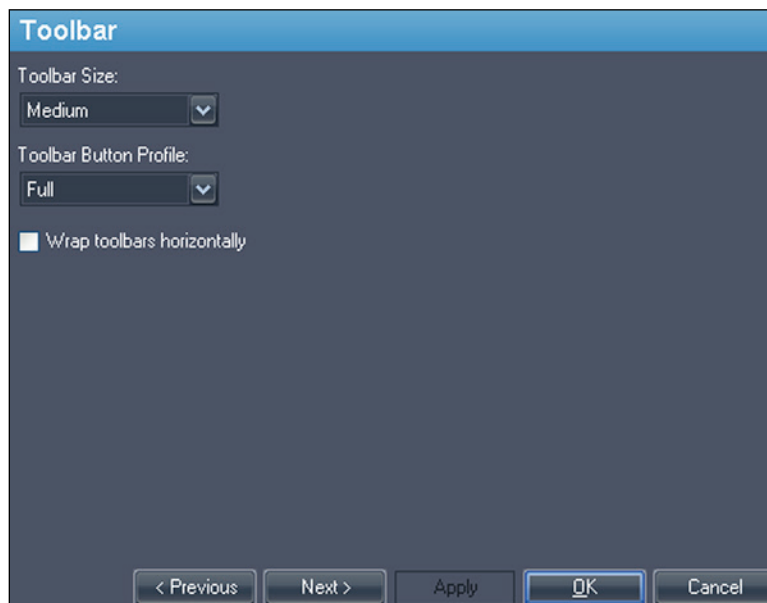 Toolbar
Toolbar Size:
Medium
Toolbar Button Profile:
Full
Wrap toolbars horizontally
< Previous Next > Apply OK Cancel